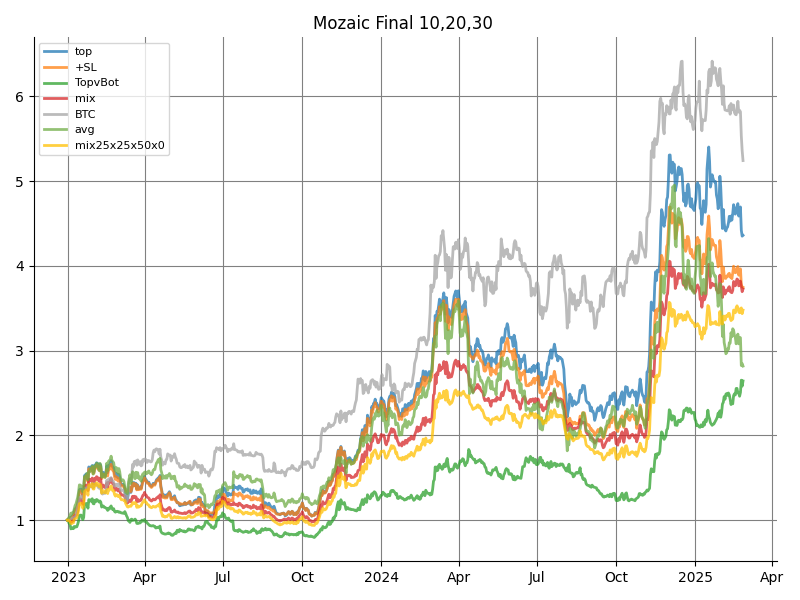 Mozaic Final 10,20,30
top
+SL
TopvBot
mix
BTC
avg
mix25x25x50x0
6
5
4
3
2
1
2023 Apr Jul Oct 2024 Apr Jul Oct 2025 Apr